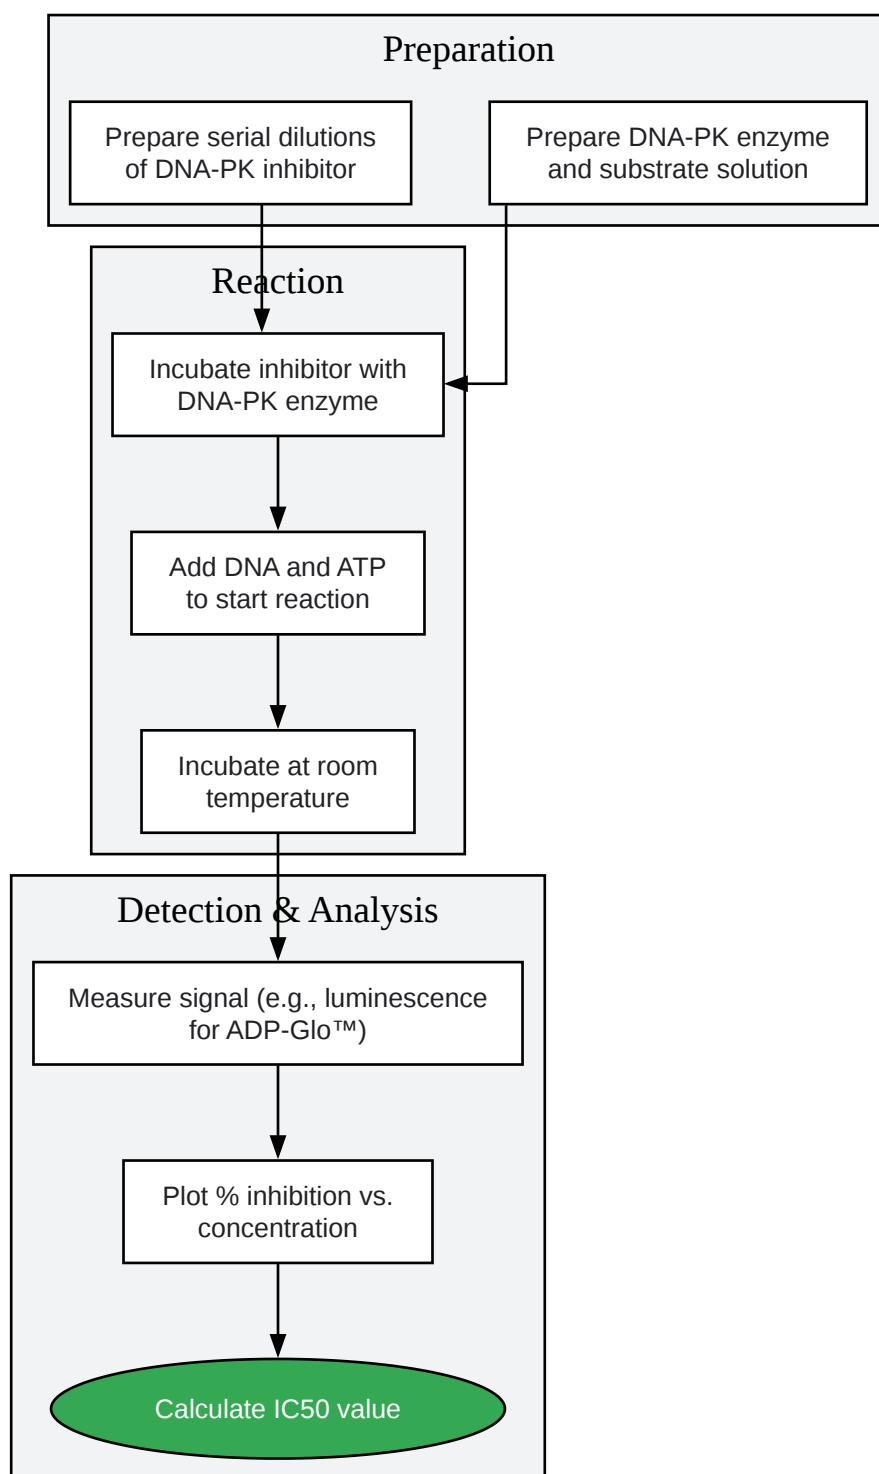 Preparation
Prepare serial dilutions
of DNA-PK inhibitor
Prepare DNA-PK enzyme
and substrate solution
Reaction
Incubate inhibitor with
DNA-PK enzyme
Add DNA and ATP
to start reaction
Incubate at room
temperature
Detection & Analysis
Measure signal (e.g., luminescence
for ADP-Glo™)
Plot % inhibition vs.
concentration
Calculate IC50 value